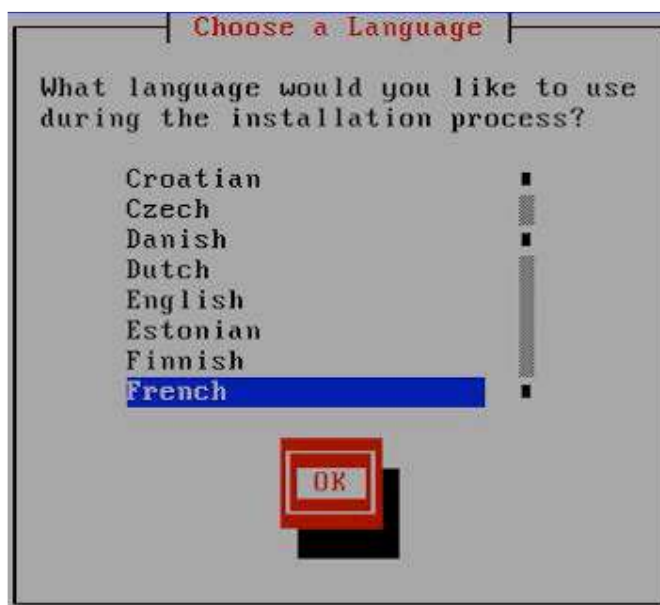 Choose a Language
What language would you like to use
during the installation process?
Croatian
Czech
Danish
Dutch
English
Estonian
Finnish
French
OK